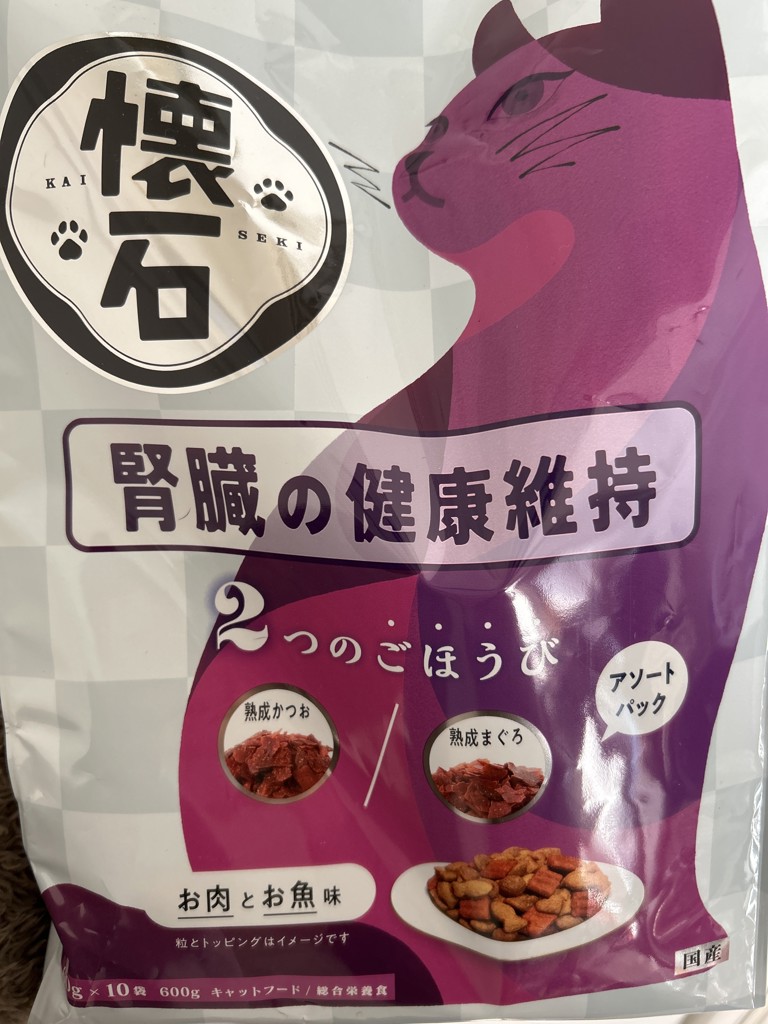 懐石
KAI
SEKI
腎臓の健康維持
2つのごほうび
アソート
パック
熟成かつお
熟成まぐろ
お肉とお魚味
粒とトッピングはイメージです
国産
g×10袋 600g キャットフード/総合栄養食